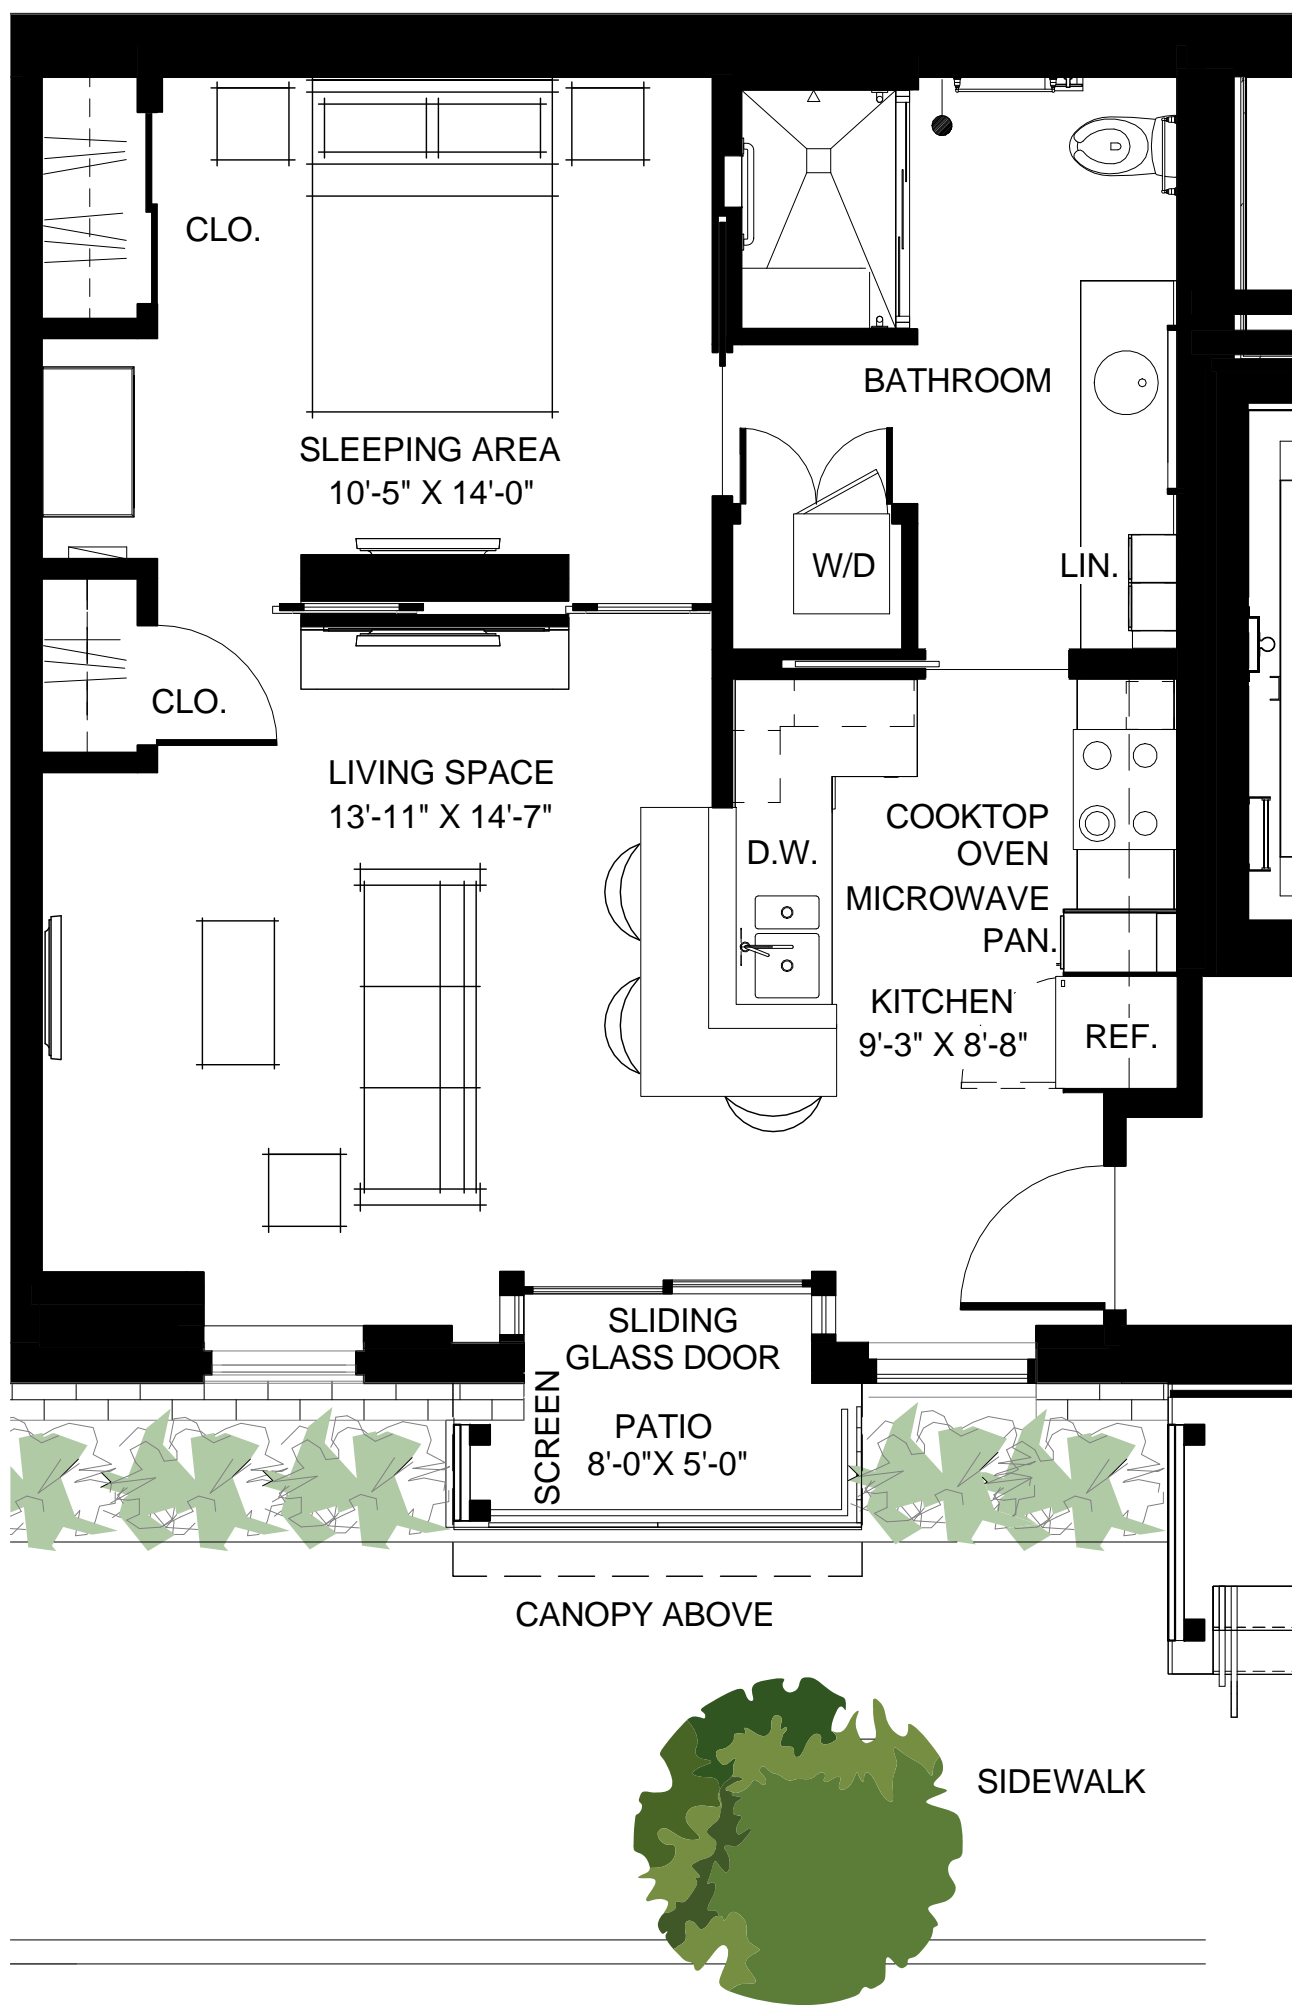 CLO.
BATHROOM
SLEEPING AREA
10'-5" X 14'-0"
W/D
LIN.
CLO.
LIVING SPACE
13'-11" X 14'-7"
COOKTOP
OVEN
D.W.
MICROWAVE
PAN.
KITCHEN
9'-3" X 8'-8"
REF.
SLIDING
GLASS DOOR
SCREEN
PATIO
8'-0"X 5'-0"
CANOPY ABOVE
SIDEWALK